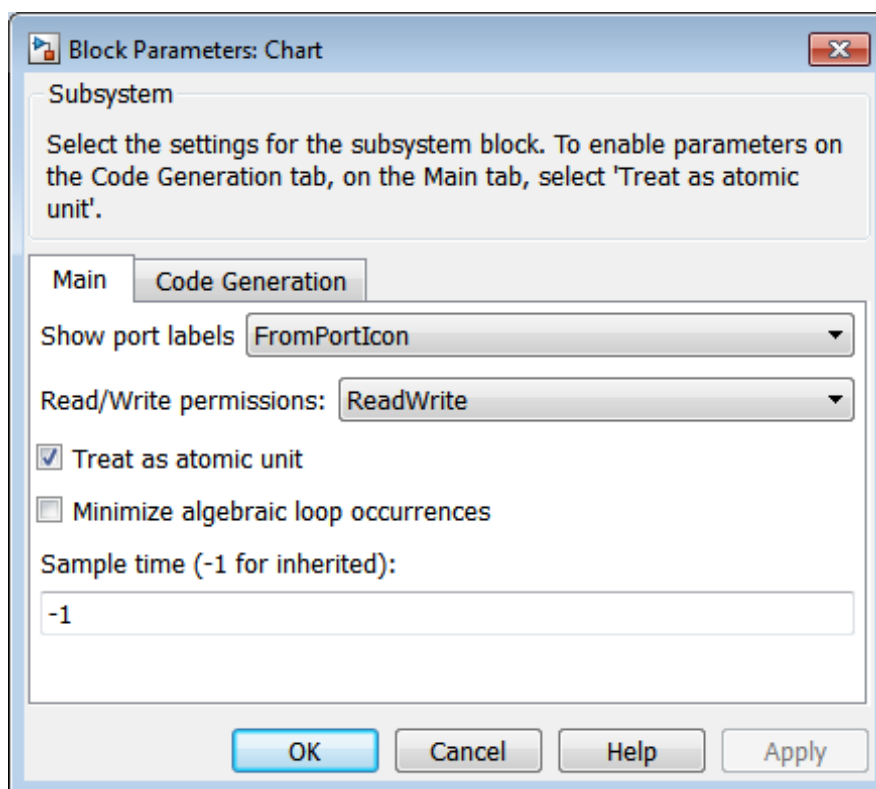 Block Parameters: Chart
Subsystem
Select the settings for the subsystem block. To enable parameters on
the Code Generation tab, on the Main tab, select 'Treat as atomic
unit'.
Main Code Generation
Show port labels FromPortIcon
Read/Write permissions: ReadWrite
Treat as atomic unit
Minimize algebraic loop occurrences
Sample time (-1 for inherited):
-1
OK Cancel Help Apply